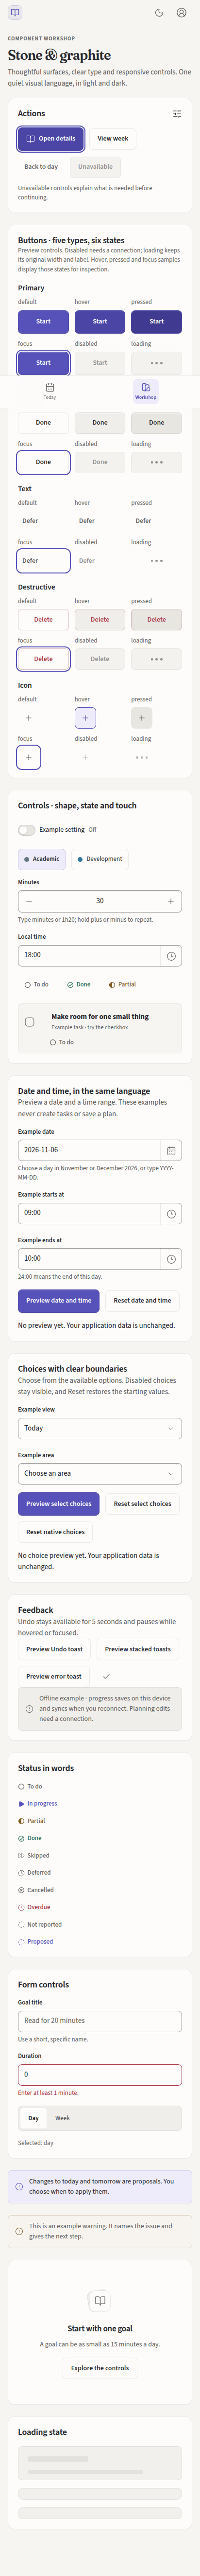 COMPONENT WORKSHOP
Stone & graphite
Thoughtful surfaces, clear type and responsive controls. One
quiet visual language, in light and dark.
Actions
Open details
View week
Back to day
Unavailable
Unavailable controls explain what is needed before
continuing.
Buttons · five types, six states
Preview controls. Disabled needs a connection; loading keeps
its original width and label. Hover, pressed and focus samples
display those states for inspection.
Primary
default hover pressed
Start Start Start
focus disabled loading
Start Start
Today Workshop
Done Done Done
focus disabled loading
Done Done
Text
default hover pressed
Defer Defer Defer
focus disabled loading
Defer Defer
Destructive
default hover pressed
Delete Delete Delete
focus disabled loading
Delete Delete
Icon
default hover pressed
focus disabled loading
Controls · shape, state and touch
Example setting Off
Academic Development
Minutes
30
Type minutes or 1h20; hold plus or minus to repeat.
Local time
18:00
To do Done Partial
Make room for one small thing
Example task · try the checkbox
To do
Date and time, in the same language
Preview a date and a time range. These examples
never create tasks or save a plan.
Example date
2026-11-06
Choose a day in November or December 2026, or type YYYY-
MM-DD.
Example starts at
09:00
Example ends at
10:00
24:00 means the end of this day.
Preview date and time Reset date and time
No preview yet. Your application data is unchanged.
Choices with clear boundaries
Choose from the available options. Disabled choices
stay visible, and Reset restores the starting values.
Example view
Today
Example area
Choose an area
Preview select choices Reset select choices
Reset native choices
No choice preview yet. Your application data is
unchanged.
Feedback
Undo stays available for 5 seconds and pauses while
hovered or focused.
Preview Undo toast Preview stacked toasts
Preview error toast
Offline example · progress saves on this device
and syncs when you reconnect. Planning edits
need a connection.
Status in words
To do
In progress
Partial
Done
Skipped
Deferred
Cancelled
Overdue
Not reported
Proposed
Form controls
Goal title
Read for 20 minutes
Use a short, specific name.
Duration
0
Enter at least 1 minute.
Day Week
Selected: day
Changes to today and tomorrow are proposals. You
choose when to apply them.
This is an example warning. It names the issue and
gives the next step.
Start with one goal
A goal can be as small as 15 minutes a day.
Explore the controls
Loading state